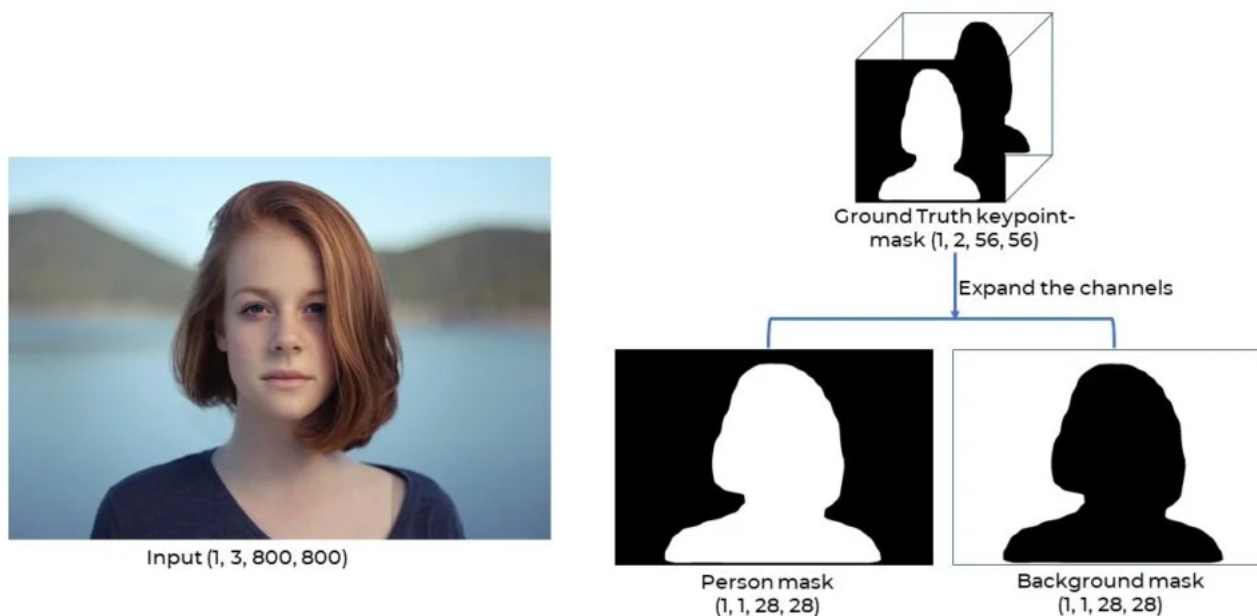 Ground Truth keypoint-
mask (1, 2, 56, 56)
Expand the channels
Input (1, 3, 800, 800)
Person mask
(1, 1, 28, 28)
Background mask
(1, 1, 28, 28)